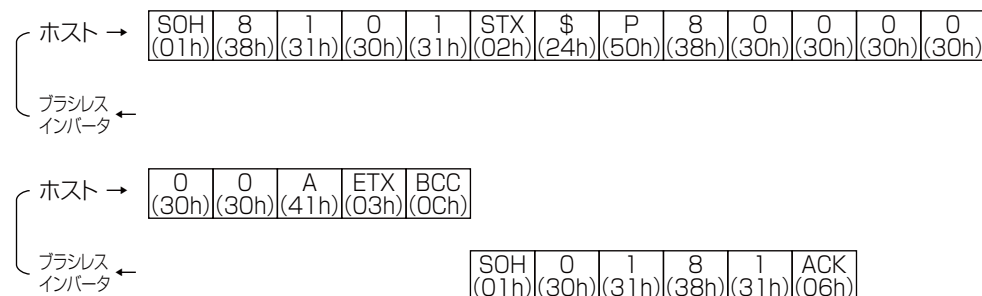 ホスト → SOH 8 1 0 1 STX $ P 8 0 0 0 0
(01h) (38h) (31h) (30h) (31h) (02h) (24h) (50h) (38h) (30h) (30h) (30h) (30h)
ブラシレス ←
インバータ
ホスト → 0 0 A ETX BCC
(30h) (30h) (41h) (03h) (0Ch)
ブラシレス ← SOH 0 1 8 1 ACK
インバータ (01h) (30h) (31h) (38h) (31h) (06h)